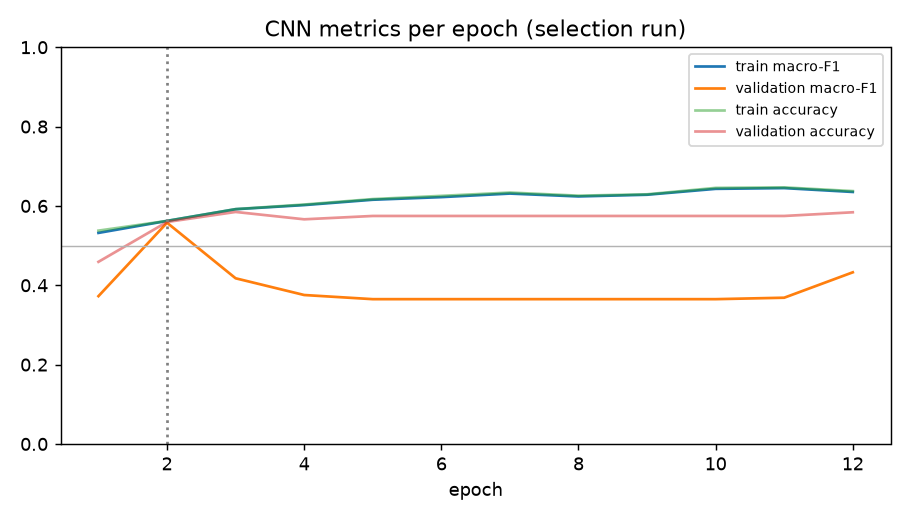 CNN metrics per epoch (selection run)
1.0
0.8
0.6
0.4
0.2
0.0
train macro-F1
validation macro-F1
train accuracy
validation accuracy
2 4 6 8 10 12
epoch